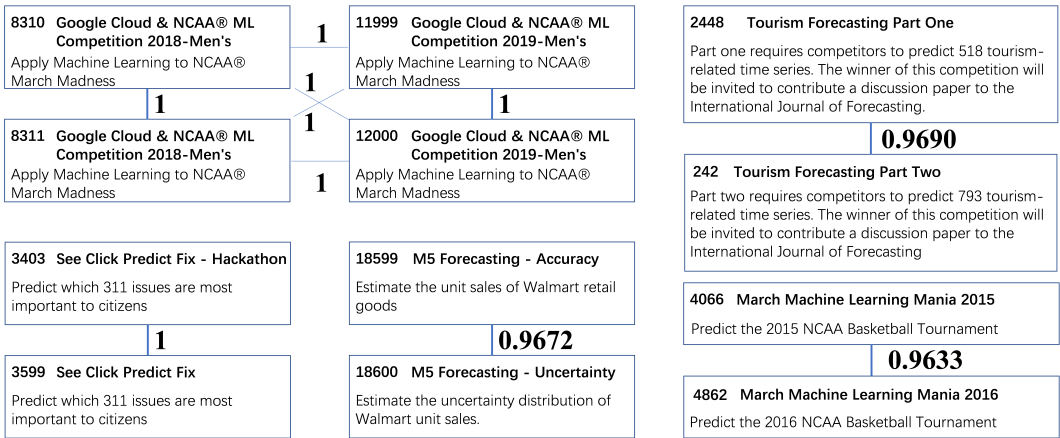 8310 Google Cloud & NCAA® ML
Competition 2018-Men's
Apply Machine Learning to NCAA®
March Madness
1
11999 Google Cloud & NCAA® ML
Competition 2019-Men's
Apply Machine Learning to NCAA®
March Madness
1
1
1
1
8311 Google Cloud & NCAA® ML
Competition 2018-Men's
Apply Machine Learning to NCAA®
March Madness
1
12000 Google Cloud & NCAA® ML
Competition 2019-Men's
Apply Machine Learning to NCAA®
March Madness
3403 See Click Predict Fix - Hackathon
Predict which 311 issues are most
important to citizens
1
3599 See Click Predict Fix
Predict which 311 issues are most
important to citizens
18599 M5 Forecasting - Accuracy
Estimate the unit sales of Walmart retail
goods
0.9672
18600 M5 Forecasting - Uncertainty
Estimate the uncertainty distribution of
Walmart unit sales.
2448 Tourism Forecasting Part One
Part one requires competitors to predict 518 tourism-
related time series. The winner of this competition will
be invited to contribute a discussion paper to the
International Journal of Forecasting.
0.9690
242 Tourism Forecasting Part Two
Part two requires competitors to predict 793 tourism-
related time series. The winner of this competition will
be invited to contribute a discussion paper to the
International Journal of Forecasting
4066 March Machine Learning Mania 2015
Predict the 2015 NCAA Basketball Tournament
0.9633
4862 March Machine Learning Mania 2016
Predict the 2016 NCAA Basketball Tournament